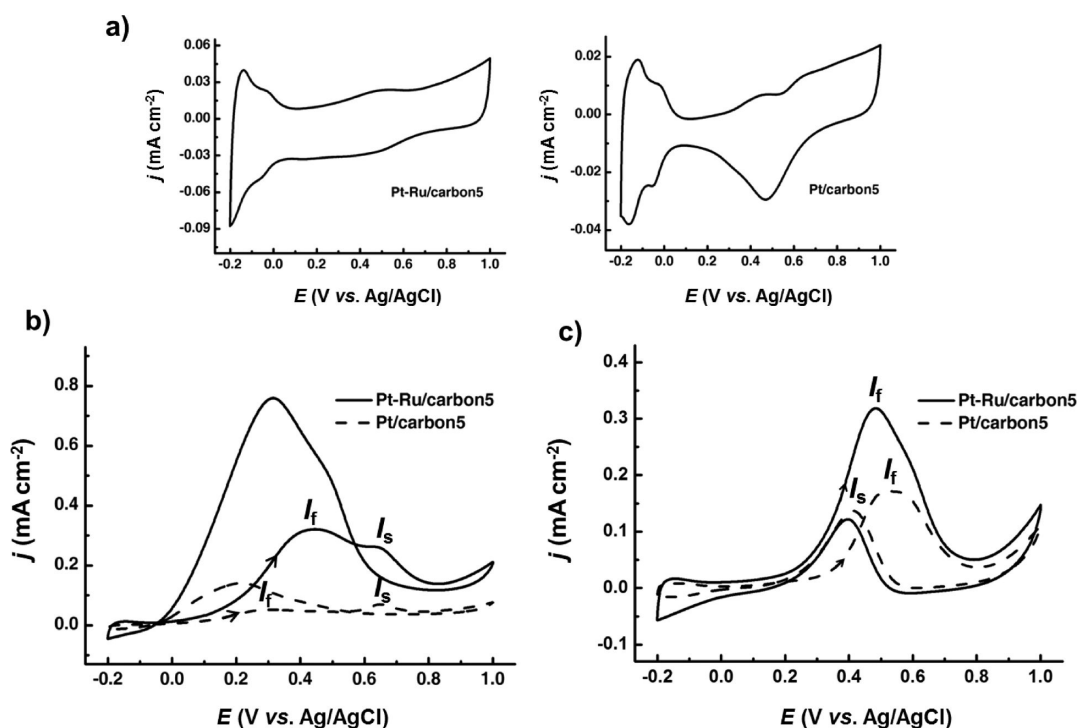 a)
0.06
0.03
0.00
-0.03
-0.06
-0.09
j (mA cm-2)
Pt-Ru/carbon5
-0.2 0.0 0.2 0.4 0.6 0.8 1.0
E (V vs. Ag/AgCl)
0.02
0.00
-0.02
-0.04
j (mA cm-2)
Pt/carbon5
-0.2 0.0 0.2 0.4 0.6 0.8 1.0
E (V vs. Ag/AgCl)
b)
0.8
0.6
0.4
0.2
0.0
j (mA cm-2)
Pt-Ru/carbon5
Pt/carbon5
If
Is
If
Is
-0.2 0.0 0.2 0.4 0.6 0.8 1.0
E (V vs. Ag/AgCl)
c)
0.4
0.3
0.2
0.1
0.0
-0.1
j (mA cm-2)
Pt-Ru/carbon5
Pt/carbon5
If
If
Is
-0.2 0.0 0.2 0.4 0.6 0.8 1.0
E (V vs. Ag/AgCl)